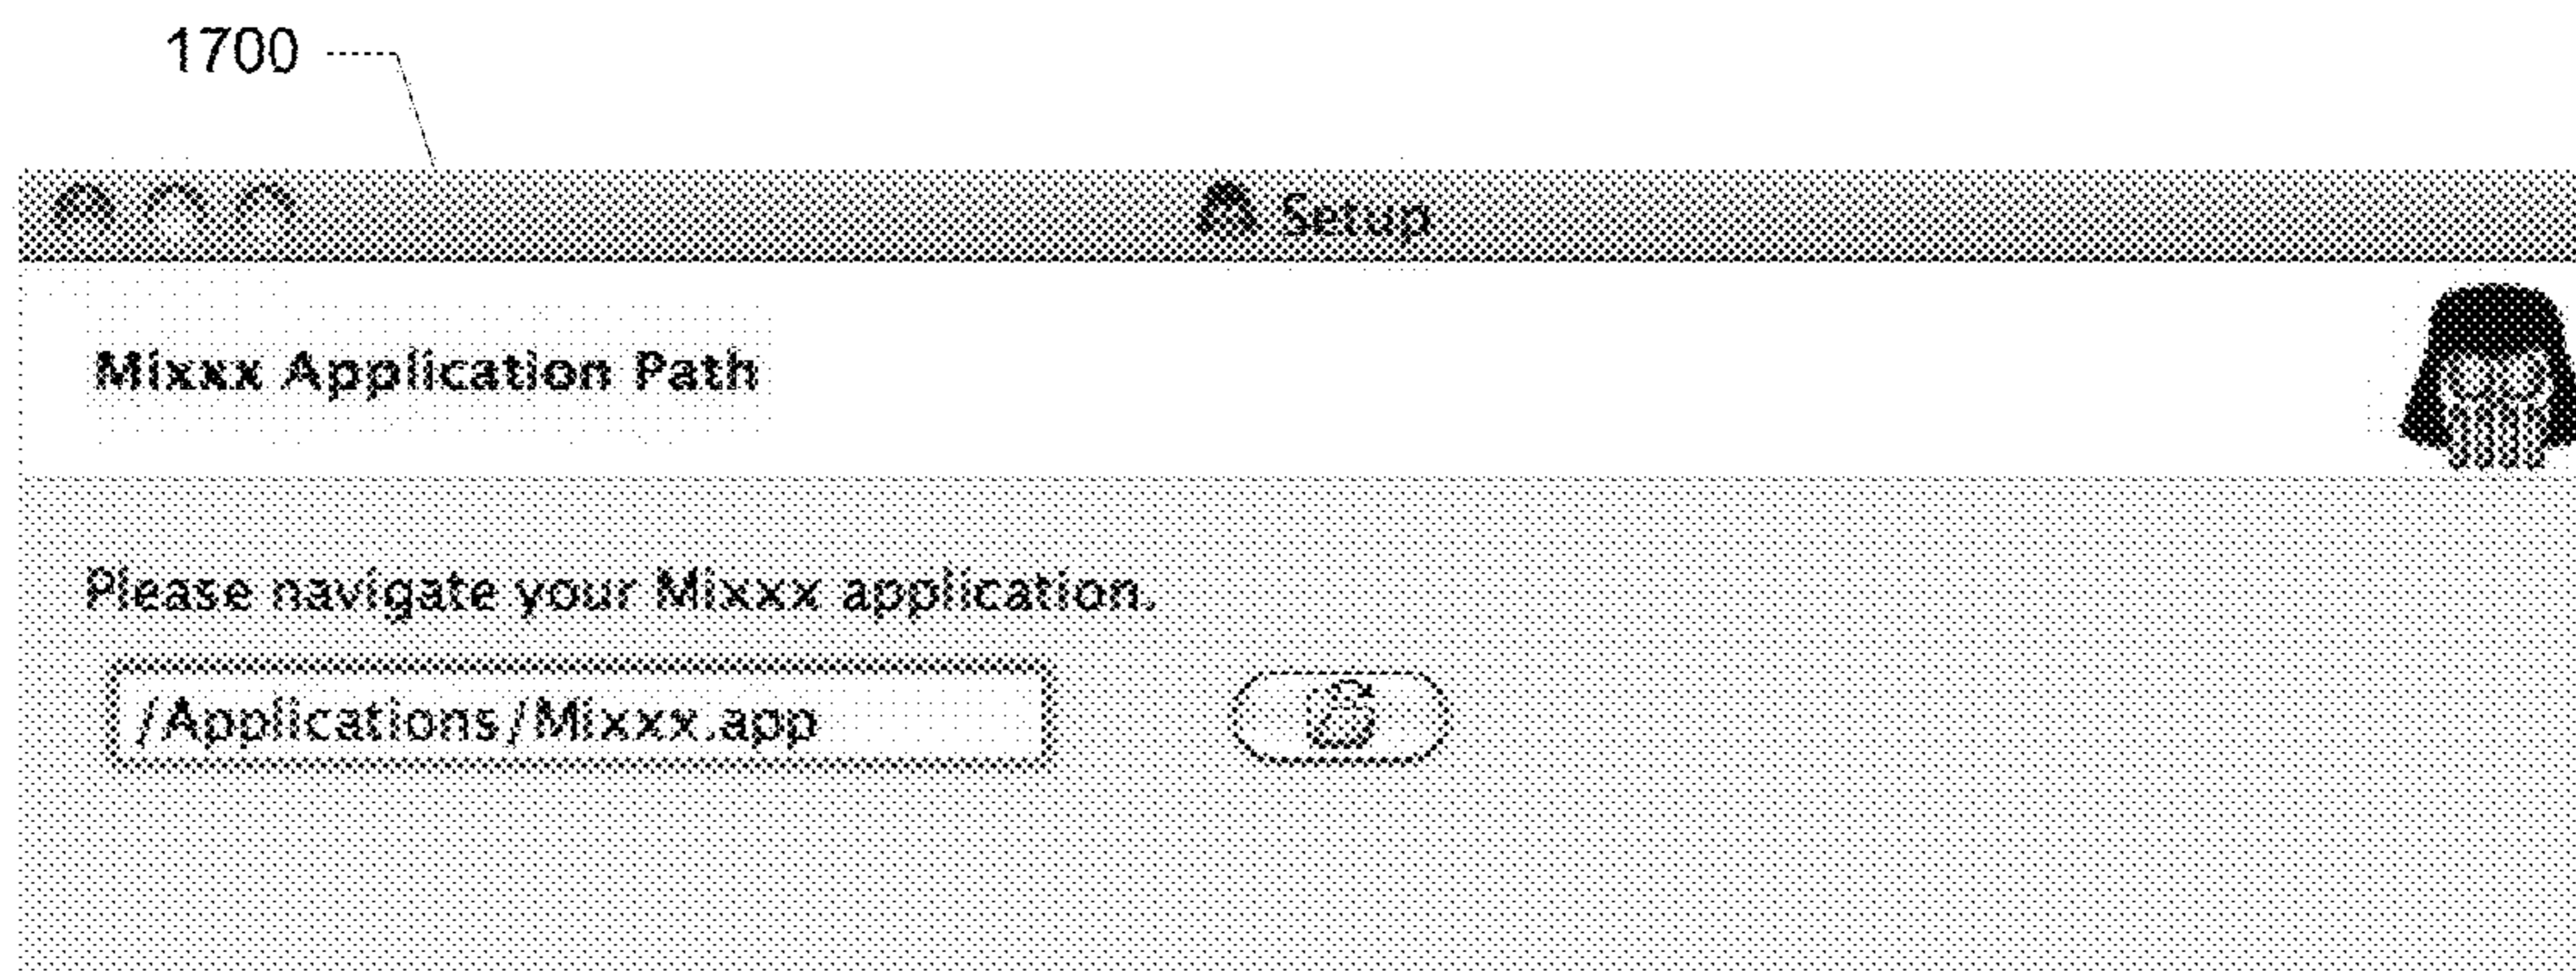 1700
Setup
Mixxx Application Path
Please navigate your Mixxx application.
/Applications/Mixxx.app